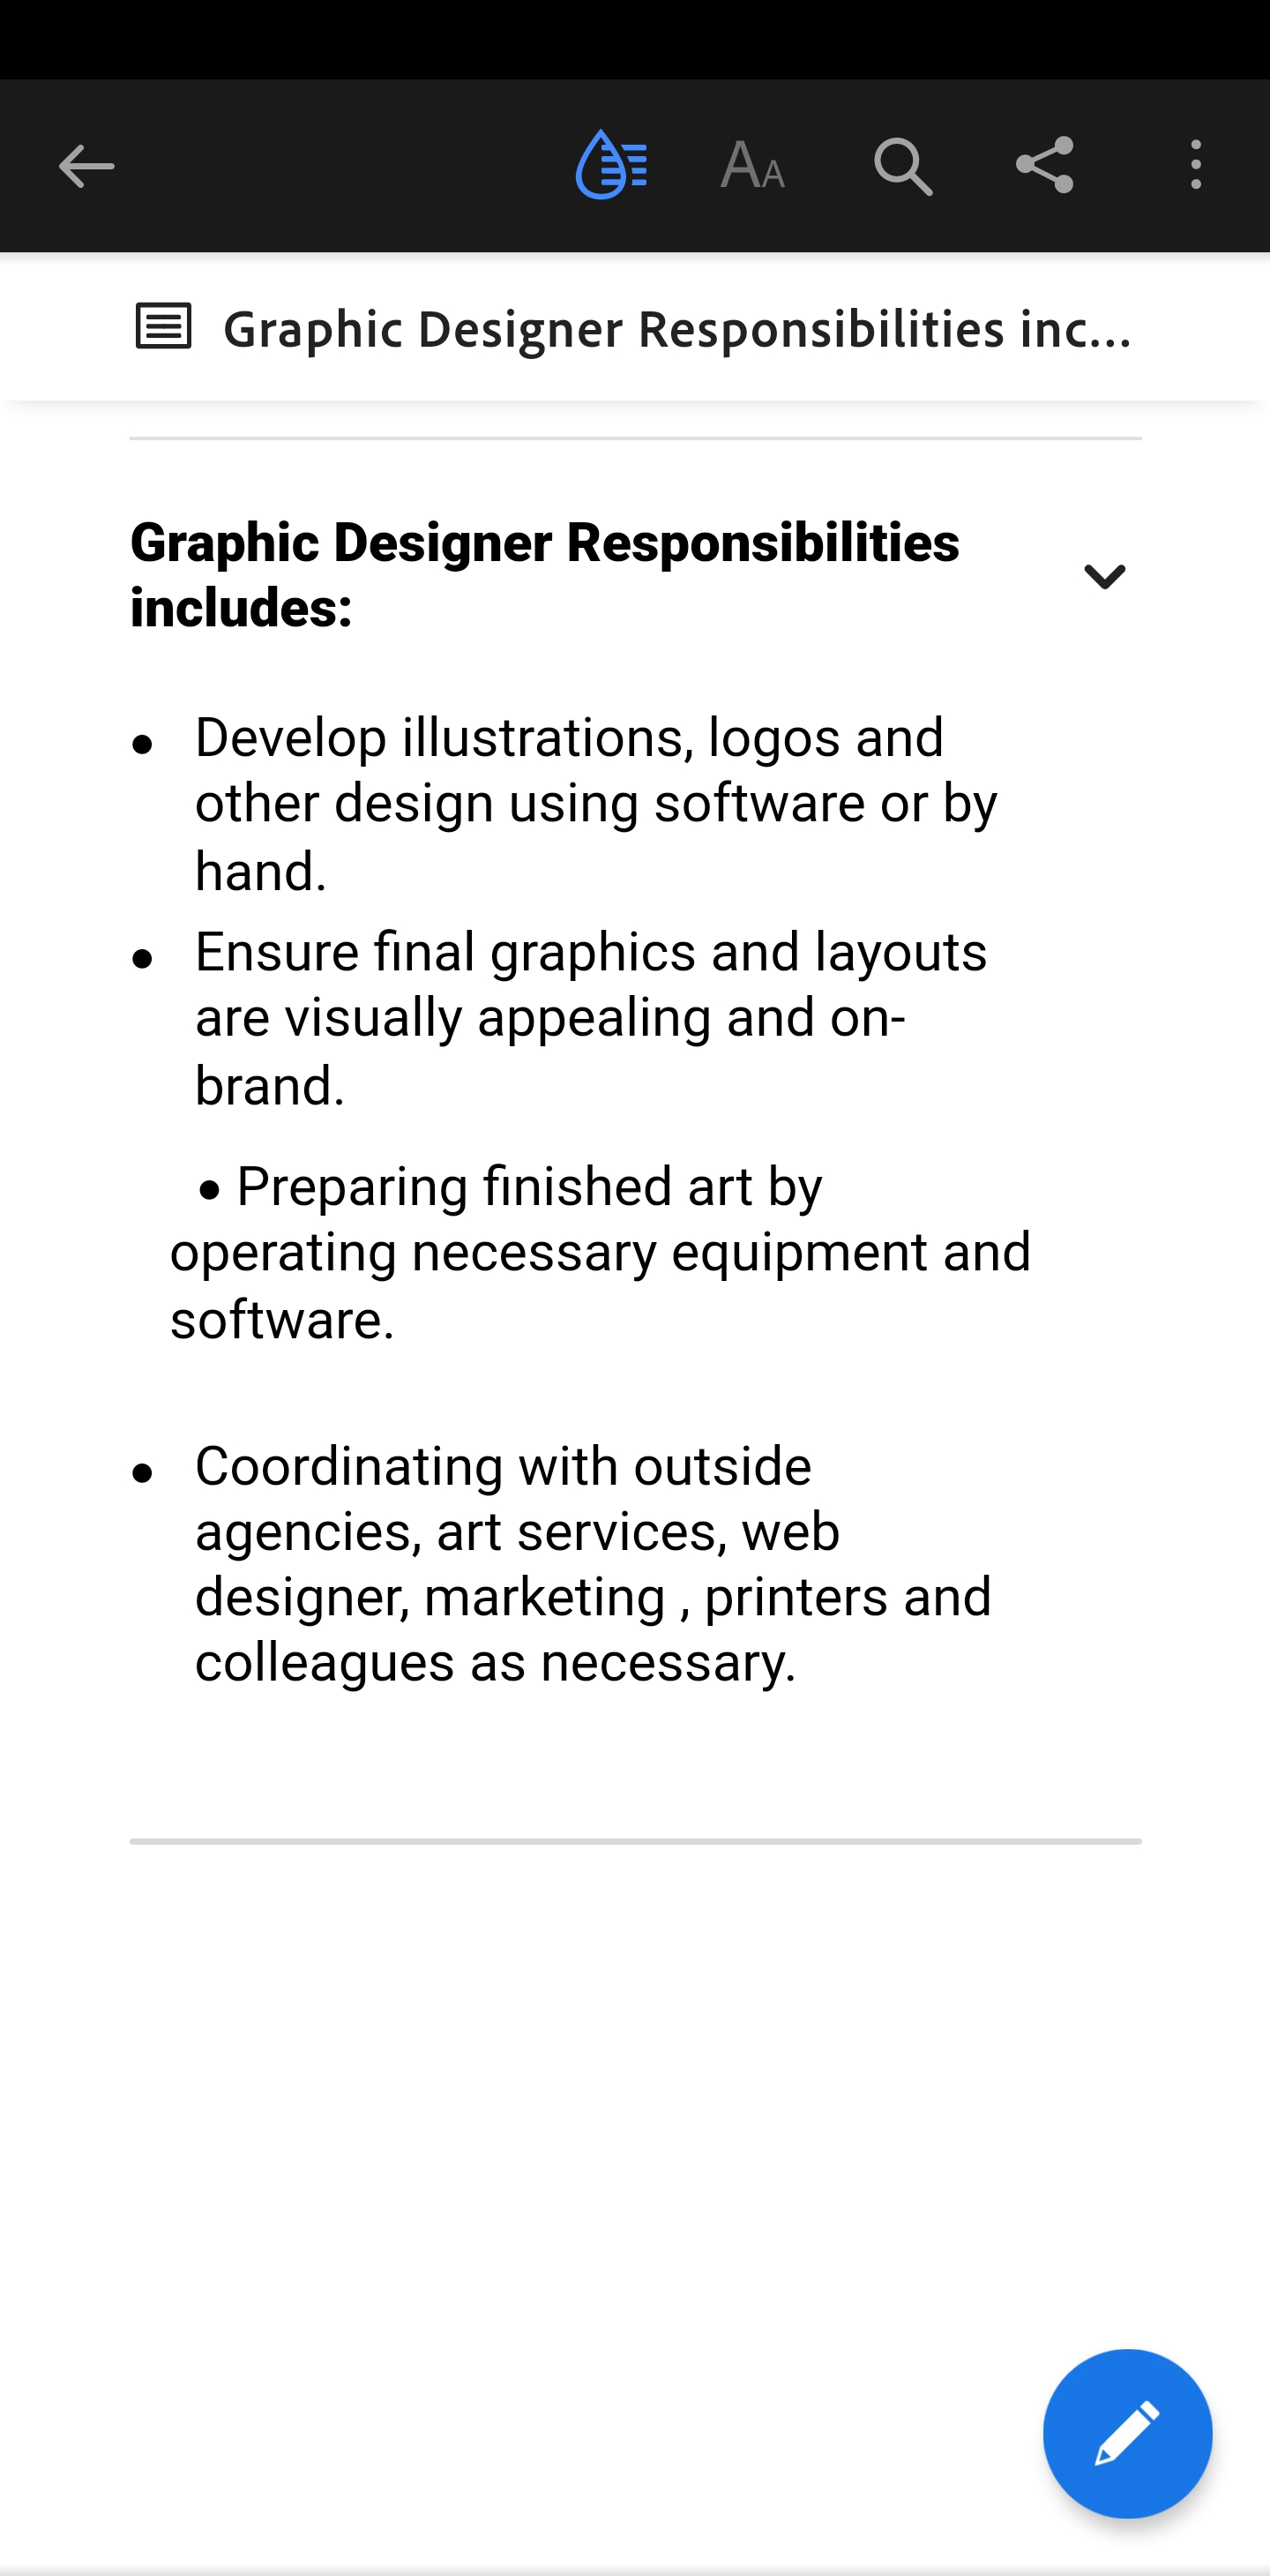 AA
Graphic Designer Responsibilities inc...
Graphic Designer Responsibilities
includes:
• Develop illustrations, logos and
other design using software or by
hand.
• Ensure final graphics and layouts
are visually appealing and on-
brand.
• Preparing finished art by
operating necessary equipment and
software.
• Coordinating with outside
agencies, art services, web
designer, marketing , printers and
colleagues as necessary.